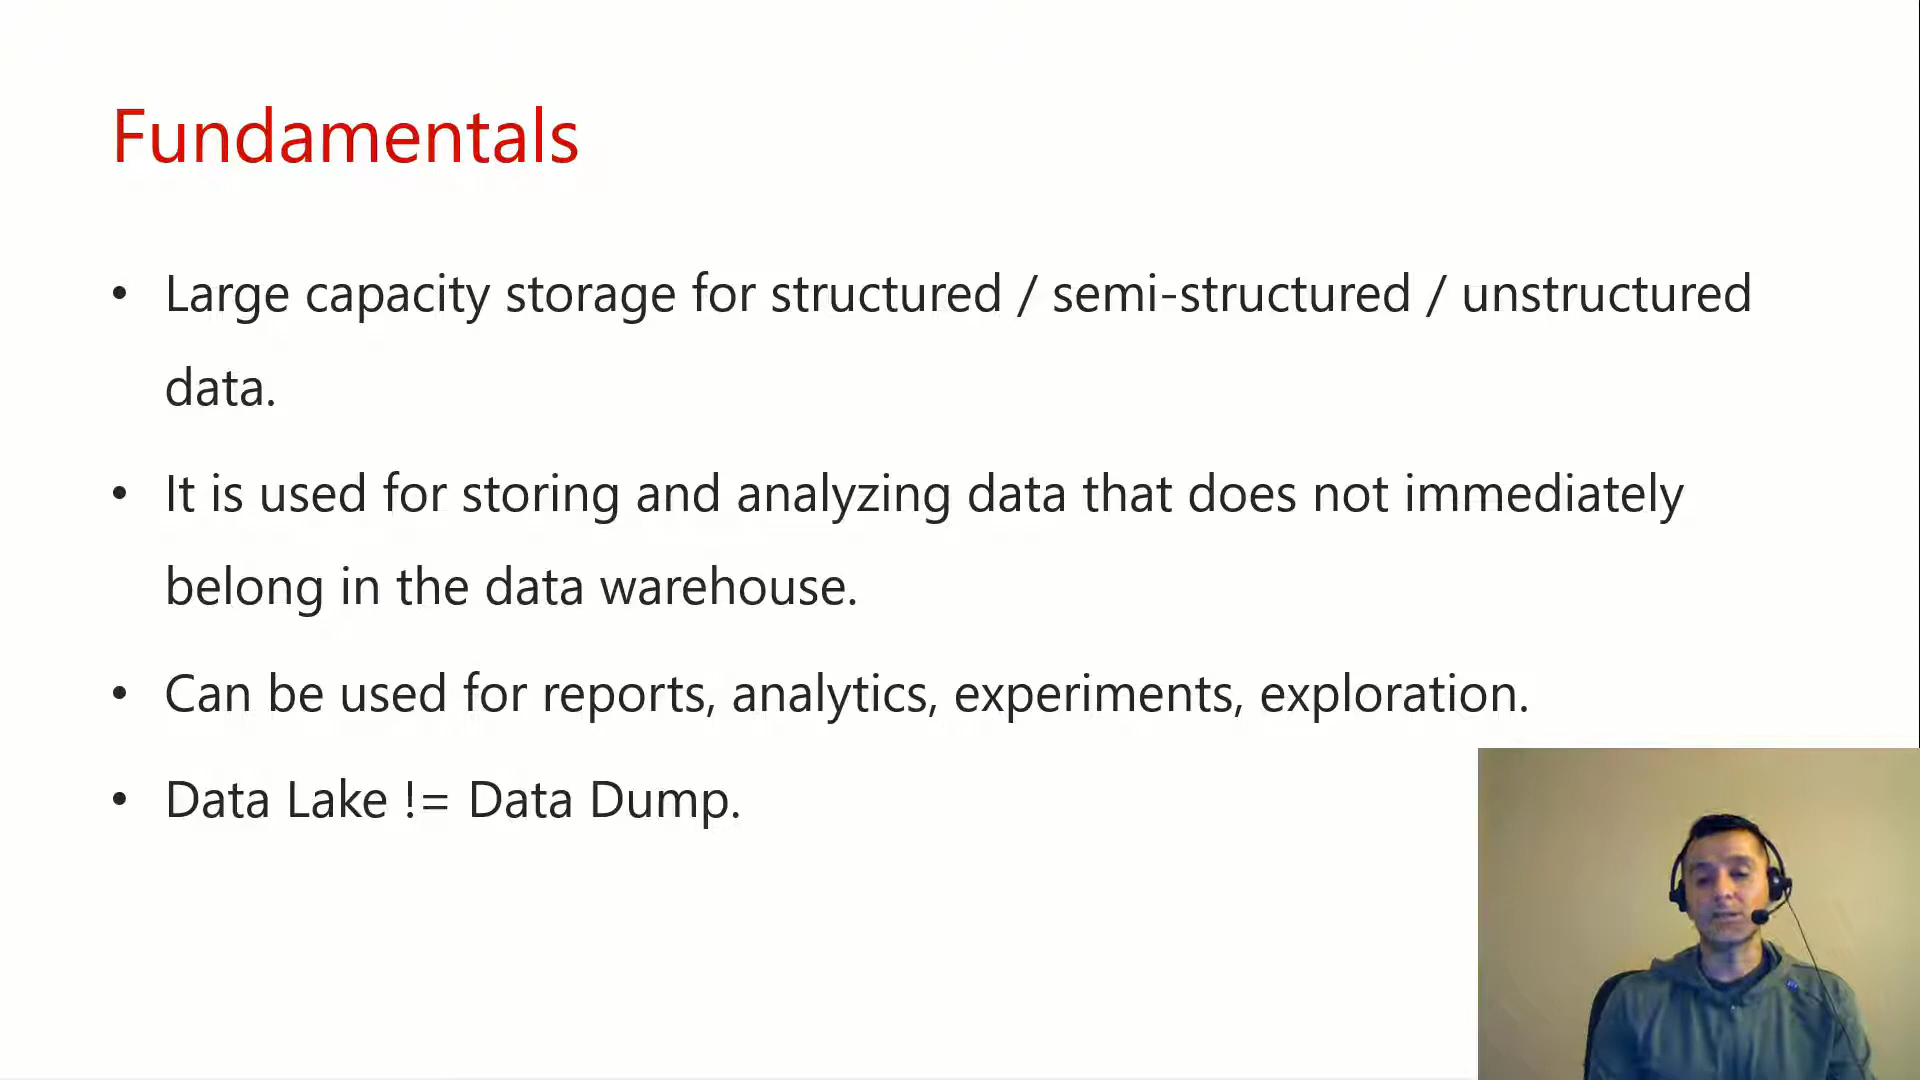 Fundamentals
• Large capacity storage for structured / semi-structured / unstructured
data.
• It is used for storing and analyzing data that does not immediately
belong in the data warehouse.
• Can be used for reports, analytics, experiments, exploration.
• Data Lake != Data Dump.